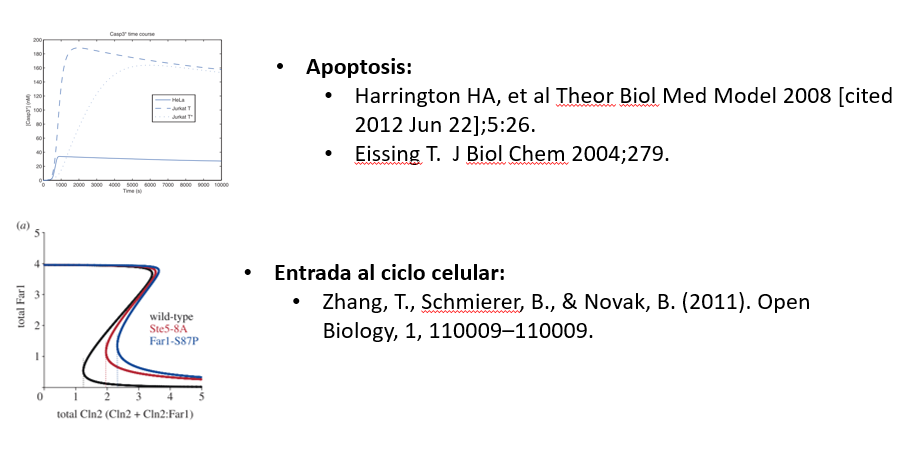 Casp3* time course
200
180
160
140
120
100
80
60
40
20
0
[Casp3*] (nM)
HeLa
Jurkat T
Jurkat T*
0 1000 2000 3000 4000 5000 6000 7000 8000 9000 10000
Time (s)
• Apoptosis:
• Harrington HA, et al Theor Biol Med Model 2008 [cited
2012 Jun 22];5:26.
• Eissing T. J Biol Chem 2004;279.
(a)
5
4
3
2
1
total Far1
wild-type
Ste5-8A
Far1-S87P
0 1 2 3 4 5
total Cln2 (Cln2 + Cln2:Far1)
• Entrada al ciclo celular:
• Zhang, T., Schmierer, B., & Novak, B. (2011). Open
Biology, 1, 110009–110009.